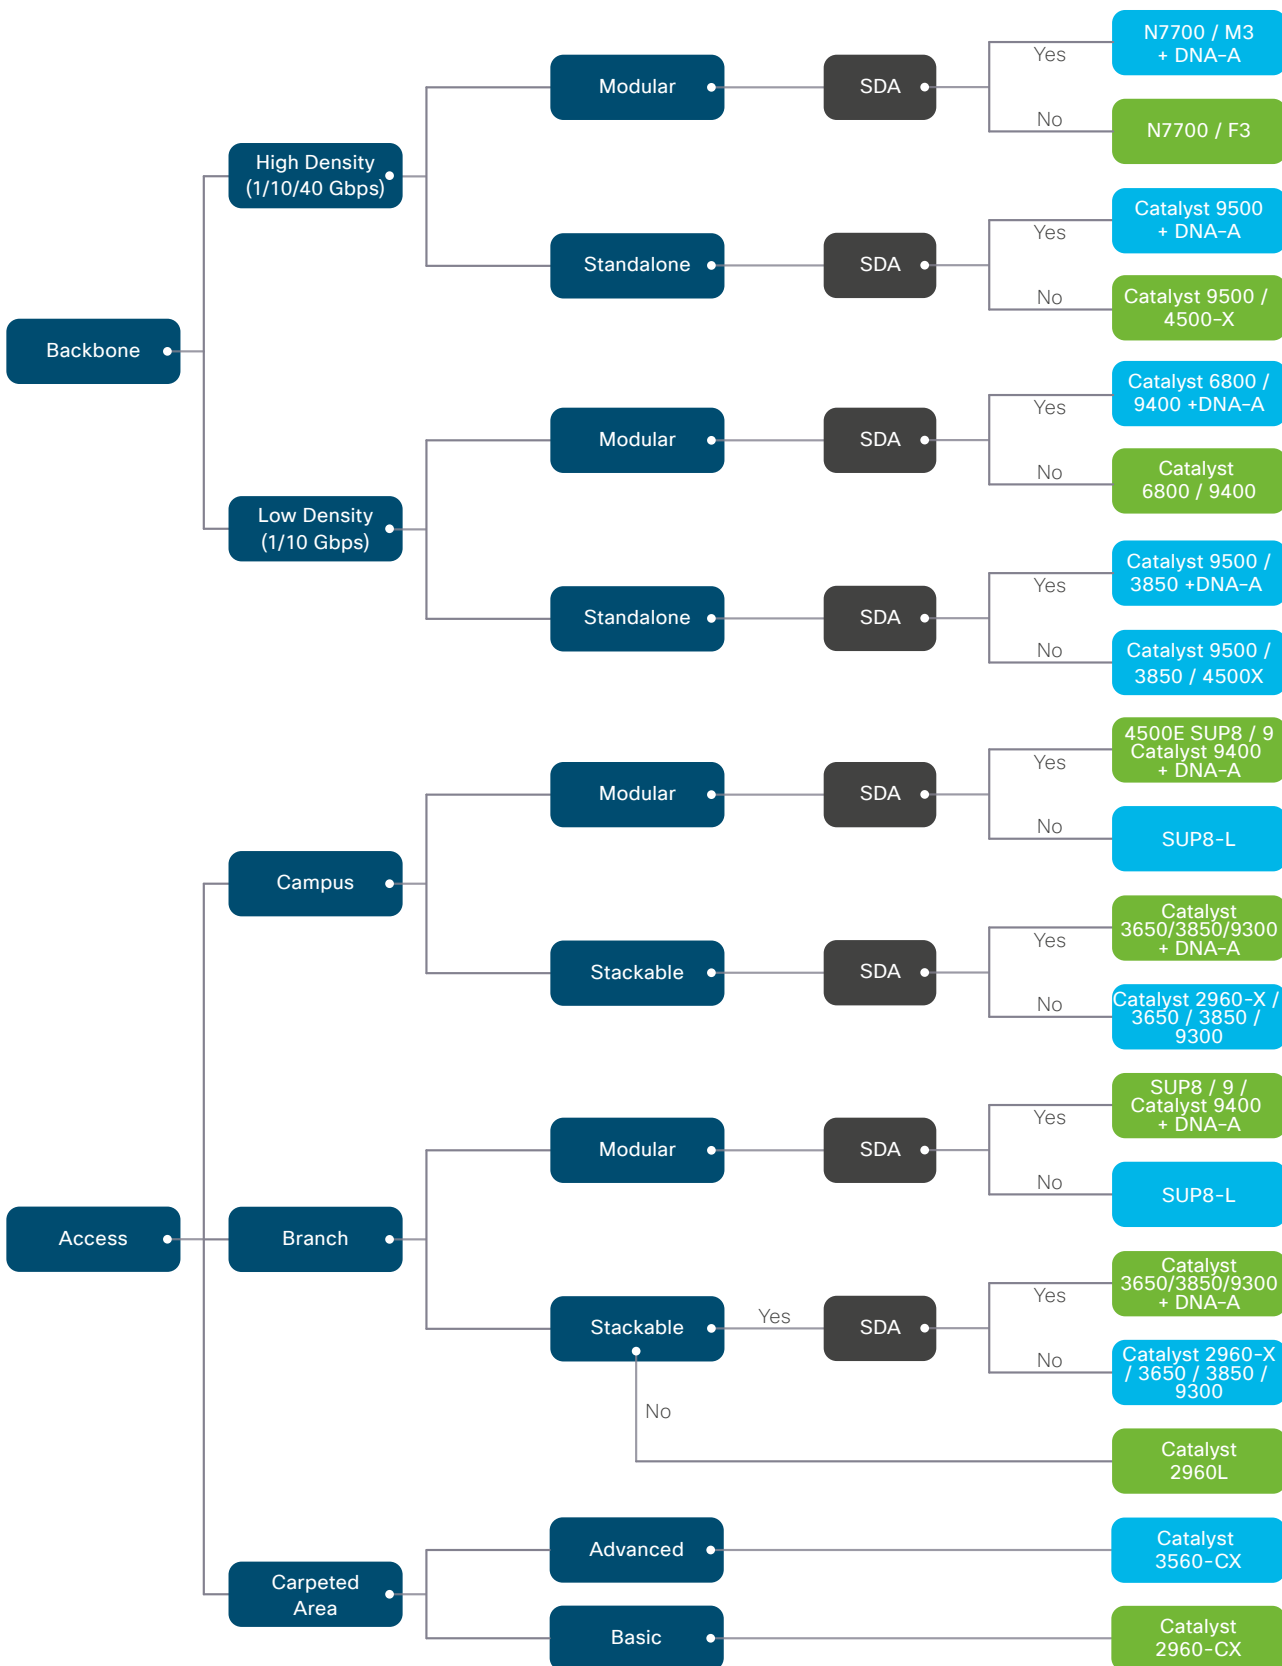 N7700 / M3
+ DNA-A
Yes
Modular
SDA
No
N7700 / F3
High Density
(1/10/40 Gbps)
Catalyst 9500
+ DNA-A
Yes
Standalone
SDA
No
Catalyst 9500 /
4500-X
Backbone
Catalyst 6800 /
9400 +DNA-A
Yes
Modular
SDA
No
Catalyst
6800 / 9400
Low Density
(1/10 Gbps)
Catalyst 9500 /
3850 +DNA-A
Yes
Standalone
SDA
No
Catalyst 9500 /
3850 / 4500X
4500E SUP8 / 9
Catalyst 9400
+ DNA-A
Yes
Modular
SDA
No
SUP8-L
Campus
Catalyst
3650/3850/9300
+ DNA-A
Yes
Stackable
SDA
No
Catalyst 2960-X /
3650 / 3850 /
9300
SUP8 / 9 /
Catalyst 9400
+ DNA-A
Yes
Modular
SDA
No
SUP8-L
Access
Branch
Catalyst
3650/3850/9300
+ DNA-A
Yes
Stackable
Yes
SDA
No
Catalyst 2960-X
/ 3650 / 3850 /
9300
No
Catalyst
2960L
Advanced
Catalyst
3560-CX
Carpeted
Area
Basic
Catalyst
2960-CX